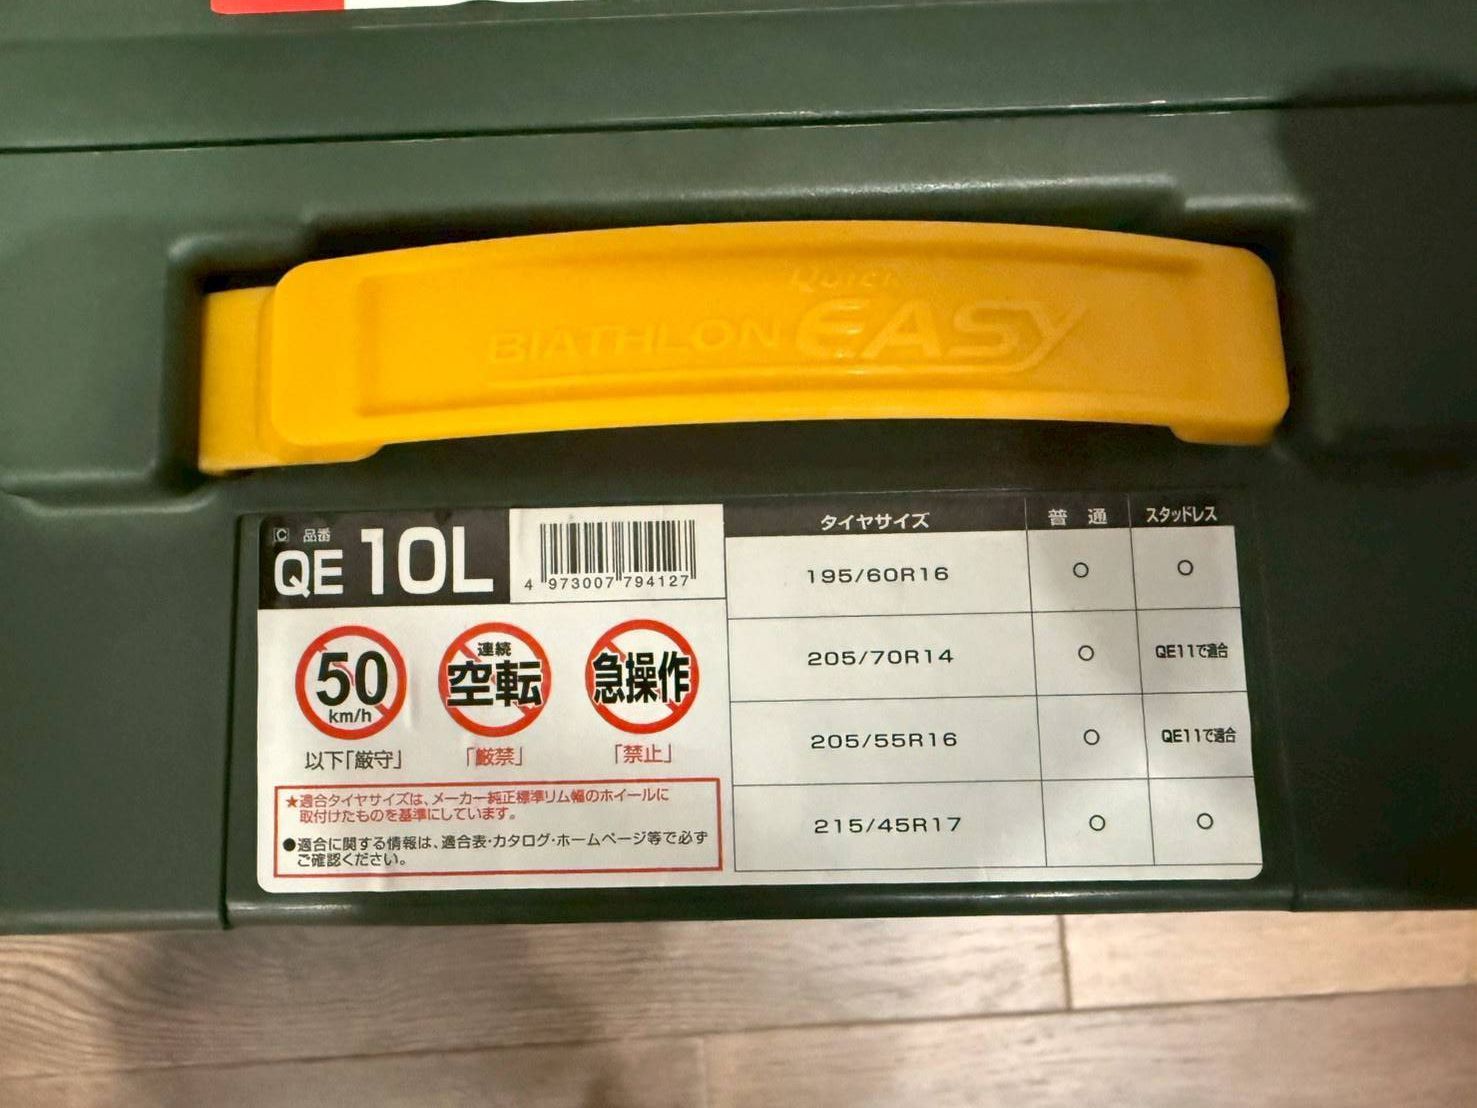 Quick
BIATHLON EASY
C 品番
QE 10L
4 973007 794127
50
km/h
以下「厳守」
連続
空転
「厳禁」
急操作
「禁止」
★適合タイヤサイズは、メーカー純正標準リム幅のホイールに
取付けたものを基準にしています。
●適合に関する情報は、適合表・カタログ・ホームページ等で必ず
ご確認ください。
タイヤサイズ 普通 スタッドレス
195/60R16 ○ ○
205/70R14 ○ QE11で適合
205/55R16 ○ QE11で適合
215/45R17 ○ ○